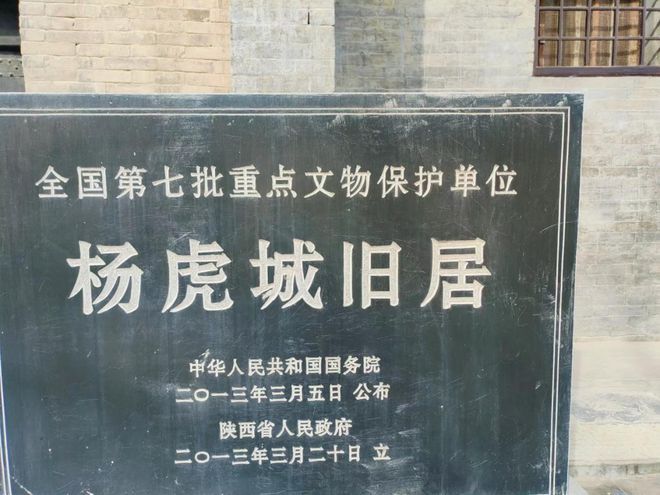 全国第七批重点文物保护单位
杨虎城旧居
中华人民共和国国务院
二〇一三年三月五日 公布
陕西省人民政府
二〇一三年三月二十日 立